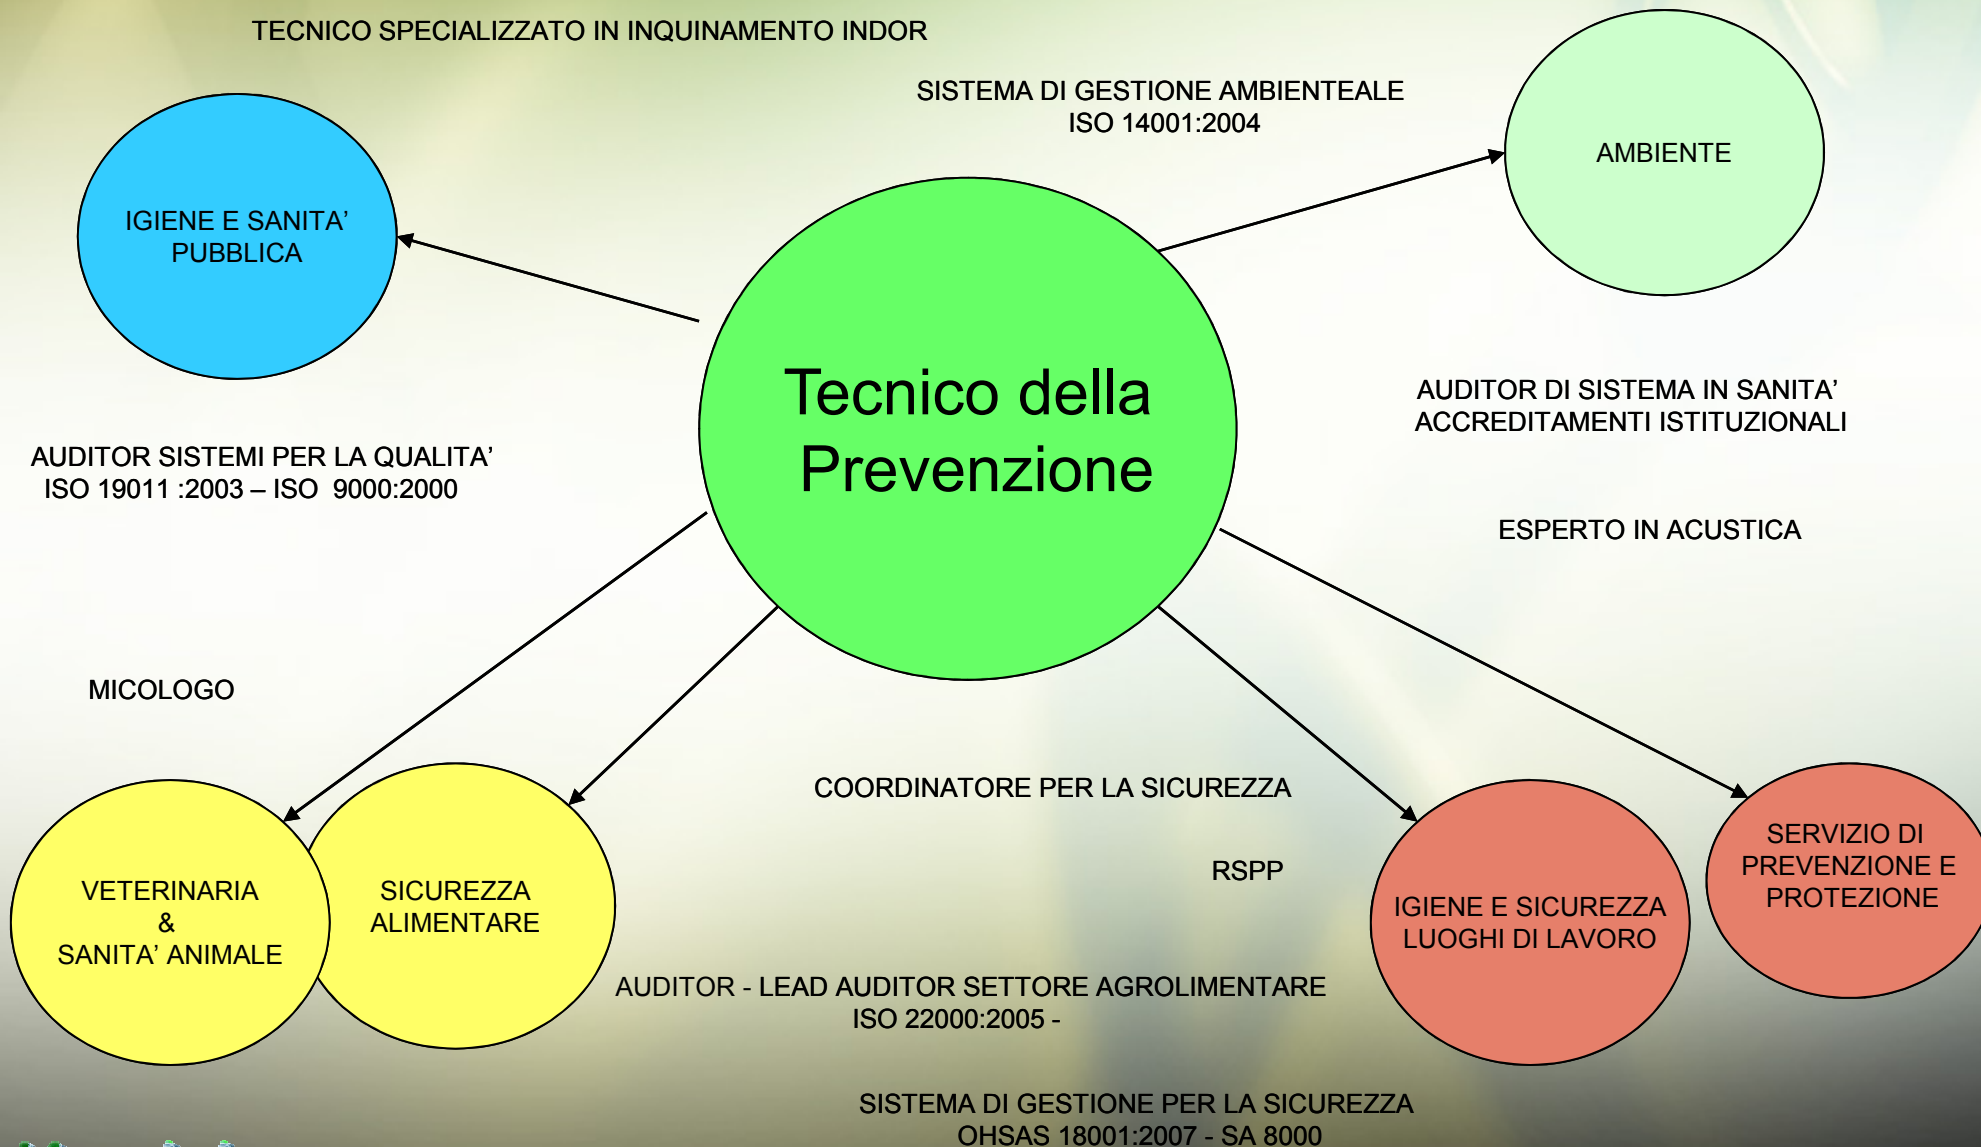 TECNICO SPECIALIZZATO IN INQUINAMENTO INDOR
SISTEMA DI GESTIONE AMBIENTEALE
ISO 14001:2004
AMBIENTE
IGIENE E SANITA’
PUBBLICA
Tecnico della
Prevenzione
AUDITOR DI SISTEMA IN SANITA’
ACCREDITAMENTI ISTITUZIONALI
AUDITOR SISTEMI PER LA QUALITA’
ISO 19011 :2003 – ISO 9000:2000
ESPERTO IN ACUSTICA
MICOLOGO
COORDINATORE PER LA SICUREZZA
RSPP
VETERINARIA
&
SANITA’ ANIMALE
SICUREZZA
ALIMENTARE
IGIENE E SICUREZZA
LUOGHI DI LAVORO
SERVIZIO DI
PREVENZIONE E
PROTEZIONE
AUDITOR - LEAD AUDITOR SETTORE AGROLIMENTARE
ISO 22000:2005 -
SISTEMA DI GESTIONE PER LA SICUREZZA
OHSAS 18001:2007 - SA 8000